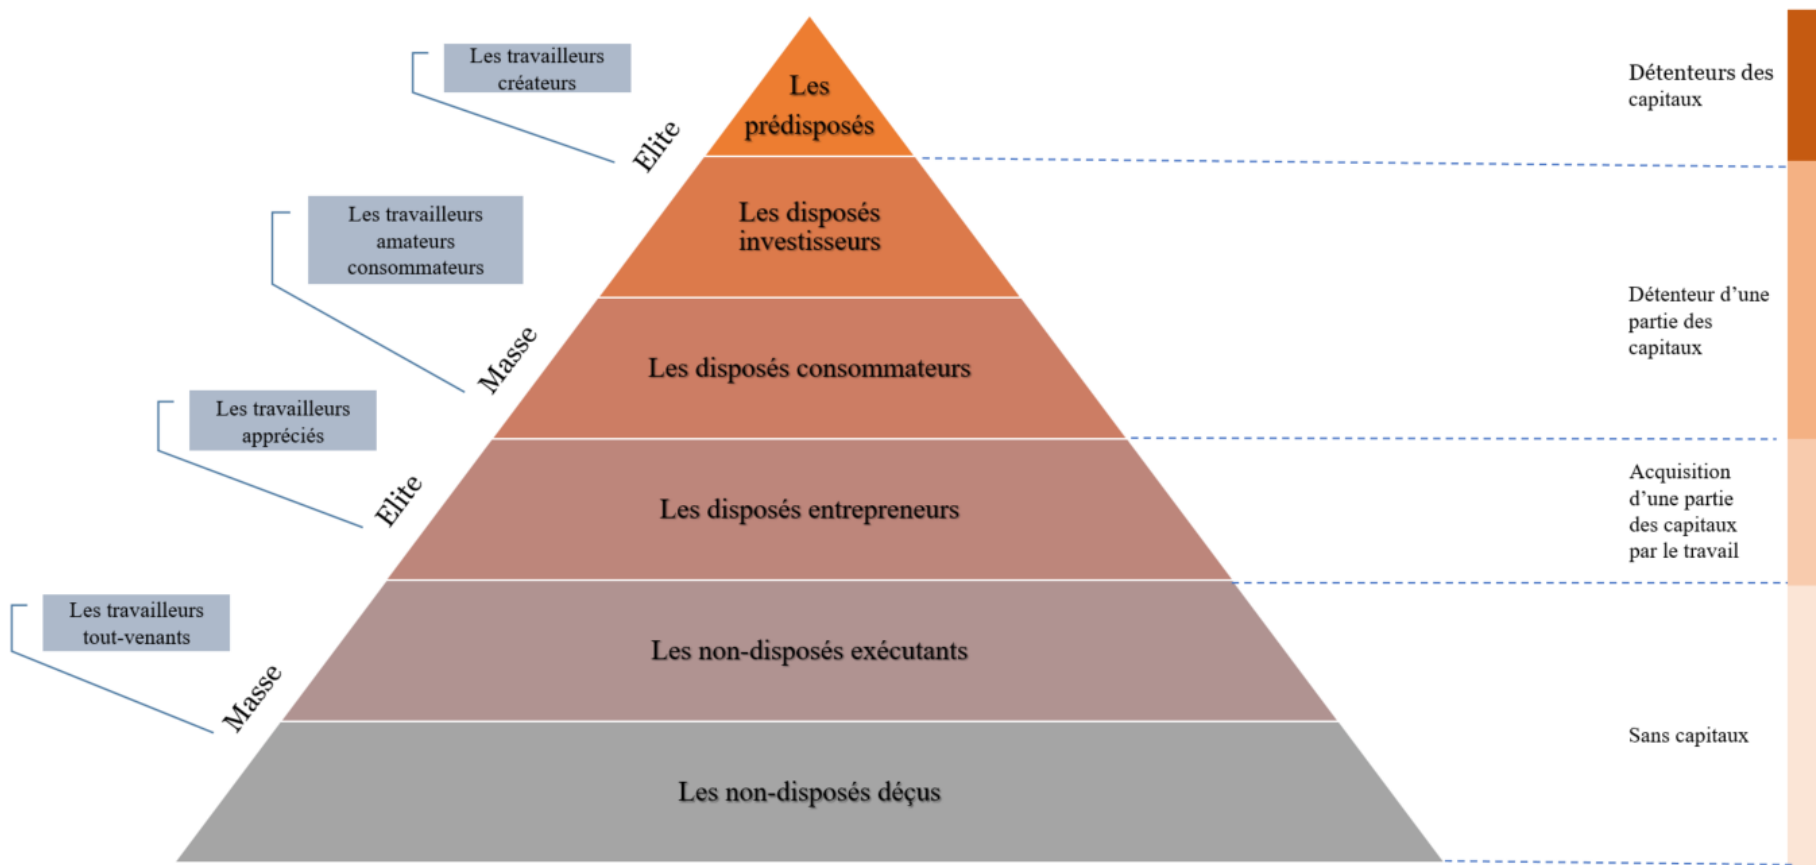 Les travailleurs
créateurs
Elite
Les
prédisposés
Détenteurs des
capitaux
Les travailleurs
amateurs
consommateurs
Masse
Les disposés
investisseurs
Les disposés consommateurs
Détenteur d’une
partie des
capitaux
Les travailleurs
appréciés
Elite
Les disposés entrepreneurs
Acquisition
d’une partie
des capitaux
par le travail
Les travailleurs
tout-venants
Masse
Les non-disposés exécutants
Les non-disposés déçus
Sans capitaux